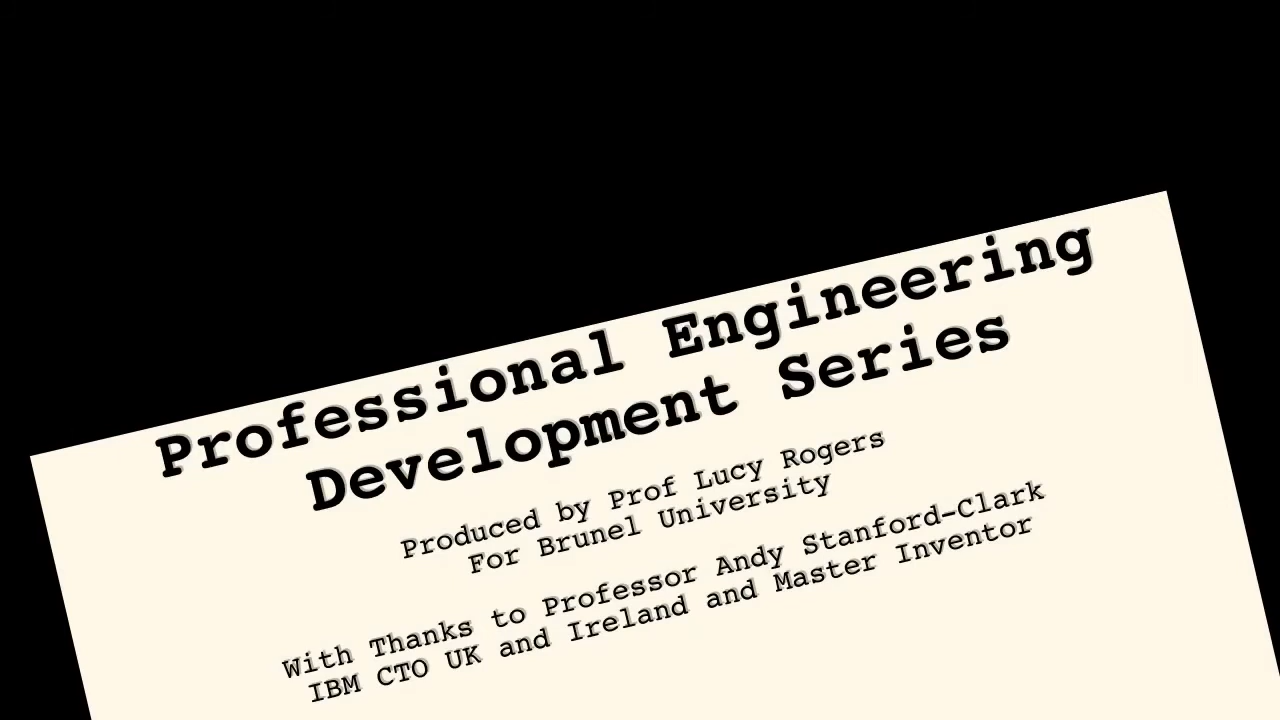 Professional Engineering
Development Series
Produced by Prof Lucy Rogers
For Brunel University
With Thanks to Professor Andy Stanford-Clark
IBM CTO UK and Ireland and Master Inventor